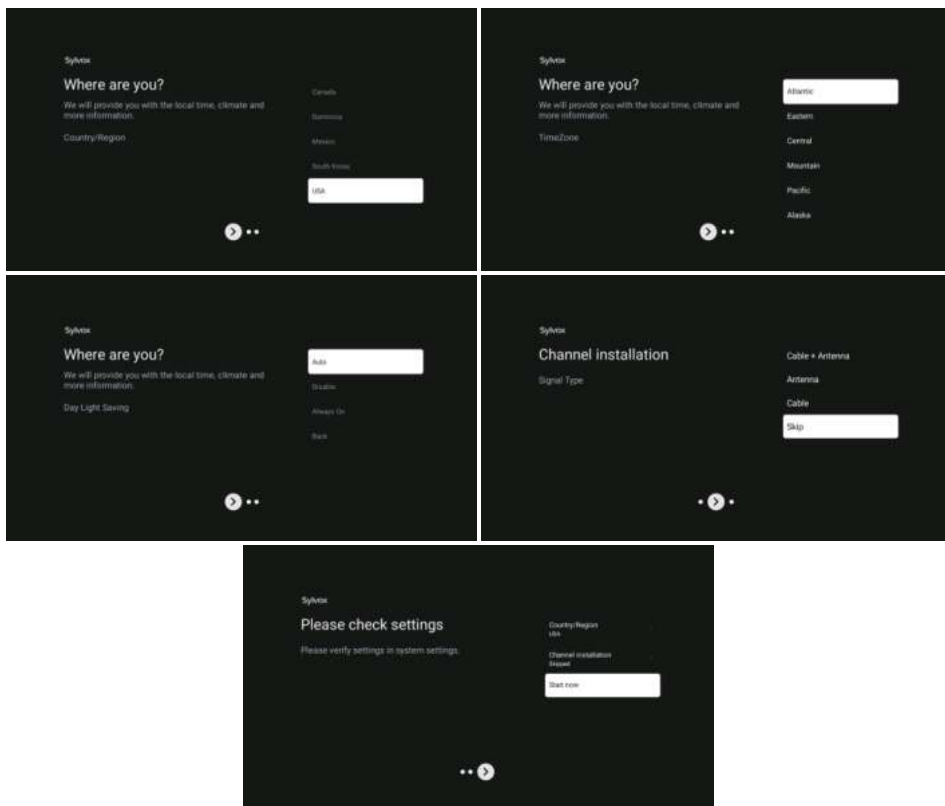 Sylvox
Where are you?
We will provide you with the local time, climate and
more information.
Country/Region
Canada
Dominica
Mexico
South Korea
USA
Sylvox
Where are you?
We will provide you with the local time, climate and
more information.
TimeZone
Atlantic
Eastern
Central
Mountain
Pacific
Alaska
Sylvox
Where are you?
We will provide you with the local time, climate and
more information.
Day Light Saving
Auto
Disable
Always On
Back
Sylvox
Channel installation
Signal Type
Cable + Antenna
Antenna
Cable
Skip
Sylvox
Please check settings
Please verify settings in system settings.
Country/Region
USA
Channel installation
Skipped
Start now